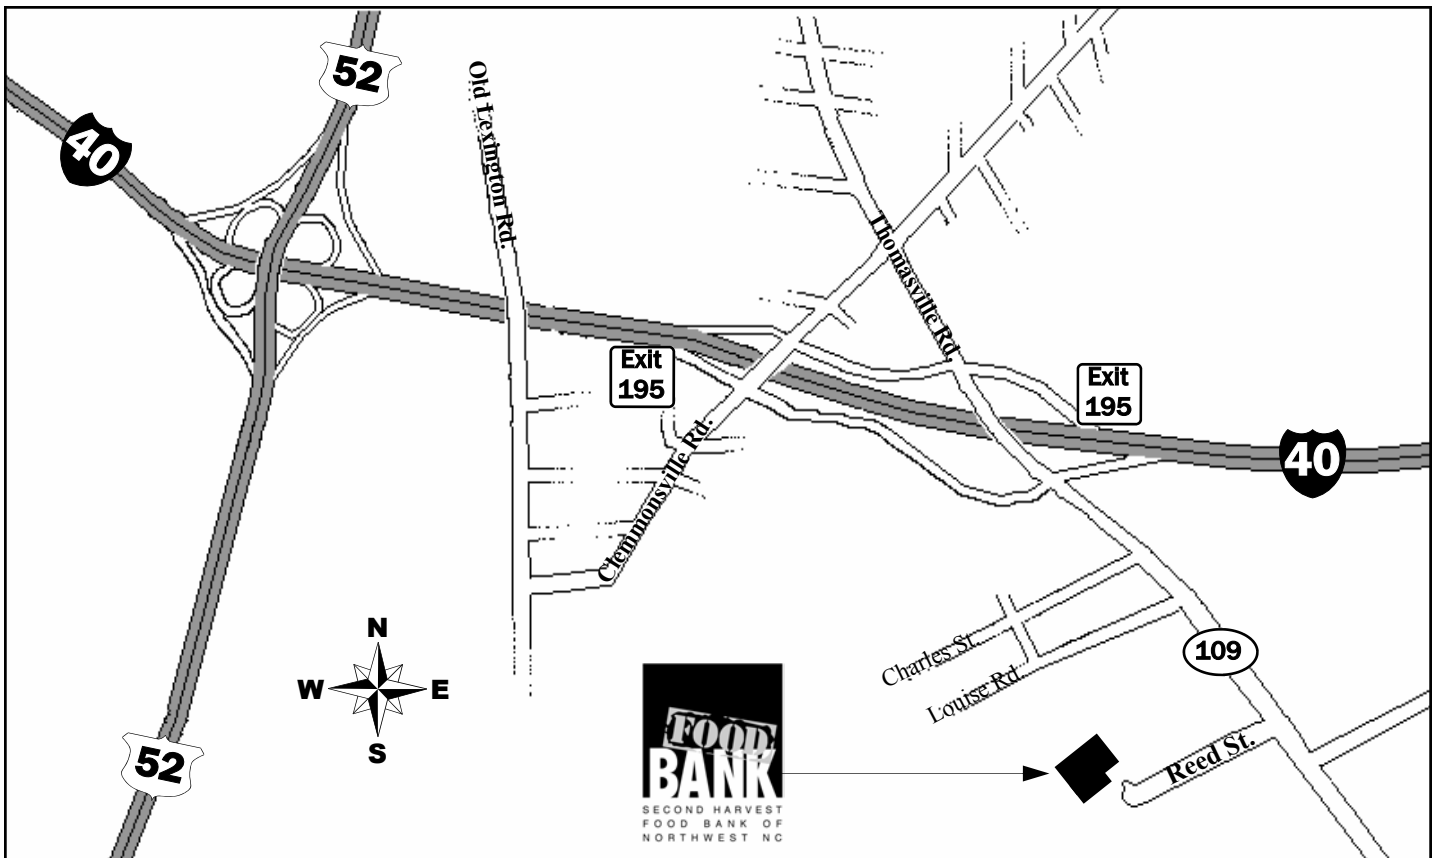 52
40
Old Lexington Rd.
Thomasville Rd.
Exit
195
Exit
195
40
Clemmonsville Rd.
N
W E
S
Charles St.
Louise Rd.
109
Reed St.
52
FOOD
BANK
SECOND HARVEST
FOOD BANK OF
NORTHWEST NC